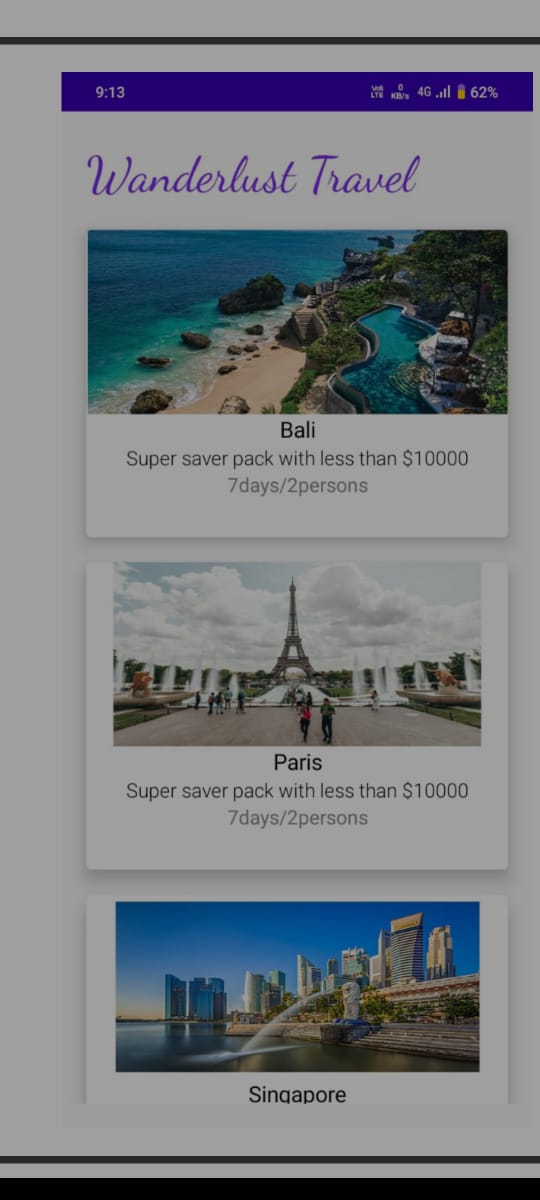 9:13 Vo) LTE 0 KB/s 4G 62%
Wanderlust Travel
Bali
Super saver pack with less than $10000
7days/2persons
Paris
Super saver pack with less than $10000
7days/2persons
Singapore